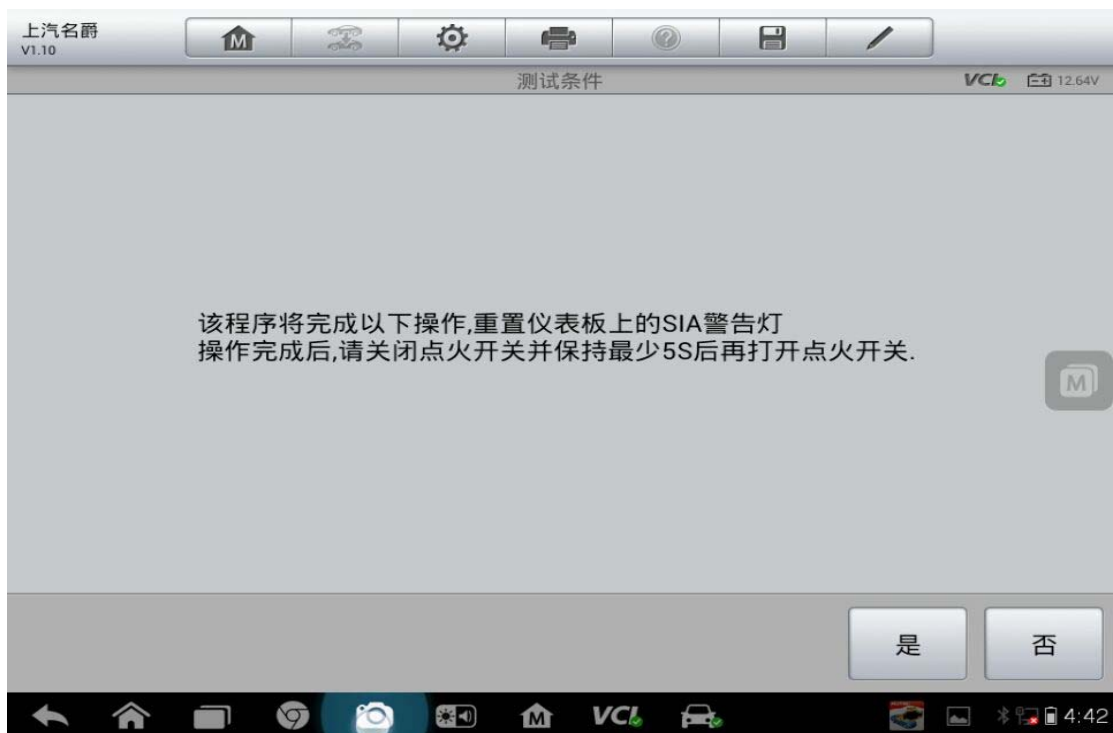 上汽名爵
V1.10
M
测试条件
VCI
12.64V
该程序将完成以下操作,重置仪表板上的SIA警告灯
操作完成后,请关闭点火开关并保持最少5S后再打开点火开关.
M
是
否
M
VCI
4:42